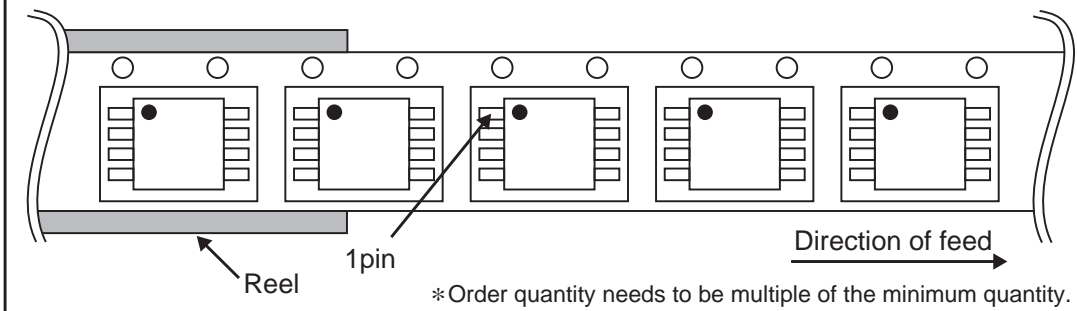 Direction of feed
1pin
Reel
*Order quantity needs to be multiple of the minimum quantity.